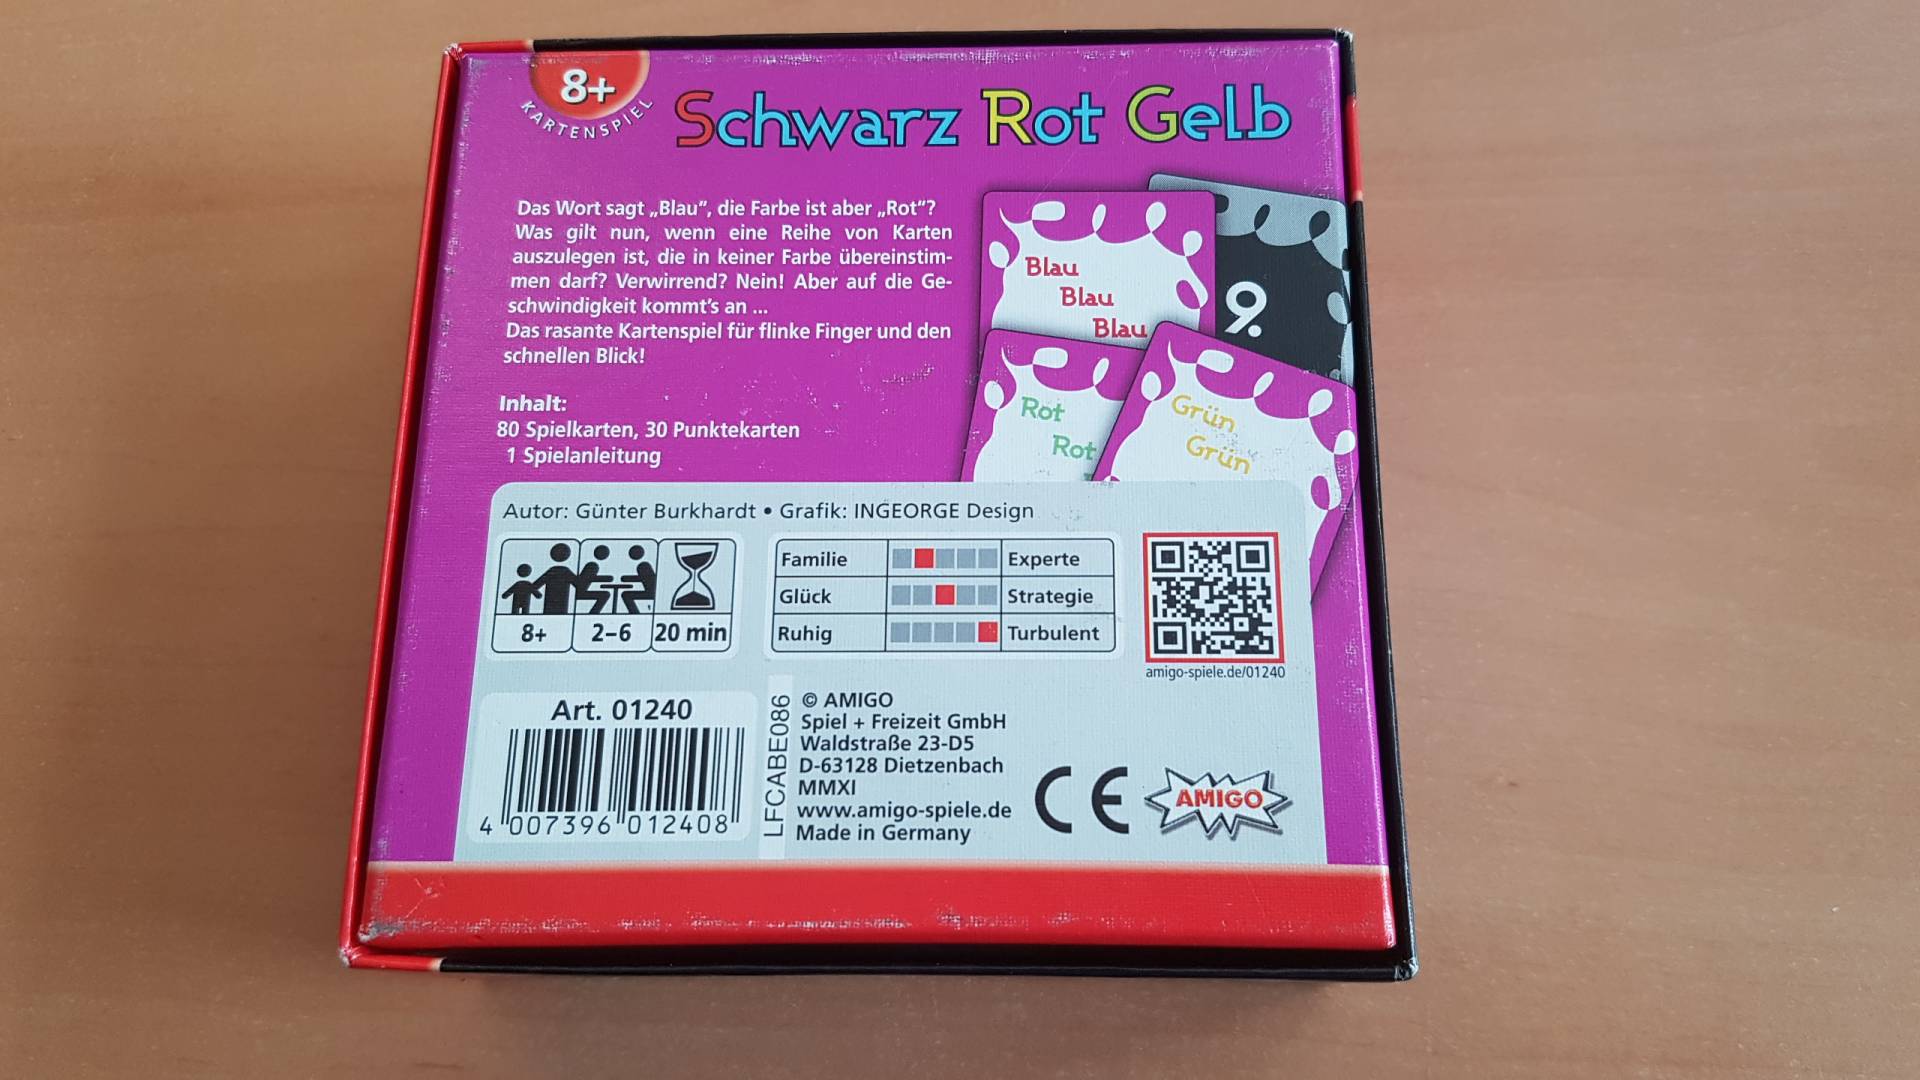 8+
KARTENSPIEL
Schwarz Rot Gelb
Das Wort sagt „Blau”, die Farbe ist aber „Rot“?
Was gilt nun, wenn eine Reihe von Karten
auszulegen ist, die in keiner Farbe übereinstim-
men darf? Verwirrend? Nein! Aber auf die Ge-
schwindigkeit kommt's an ...
Das rasante Kartenspiel für flinke Finger und den
schnellen Blick!
Inhalt:
80 Spielkarten, 30 Punktekarten
1 Spielanleitung
Blau
Blau
Blau
9.
Rot
Rot
Grün
Grün
Autor: Günter Burkhardt • Grafik: INGEORGE Design
8+ 2–6 20 min
Familie Experte
Glück Strategie
Ruhig Turbulent
amigo-spiele.de/01240
Art. 01240
4 007396 012408
LFCABE086
© AMIGO
Spiel + Freizeit GmbH
Waldstraße 23-D5
D-63128 Dietzenbach
MMXI
www.amigo-spiele.de
Made in Germany
CE
AMIGO